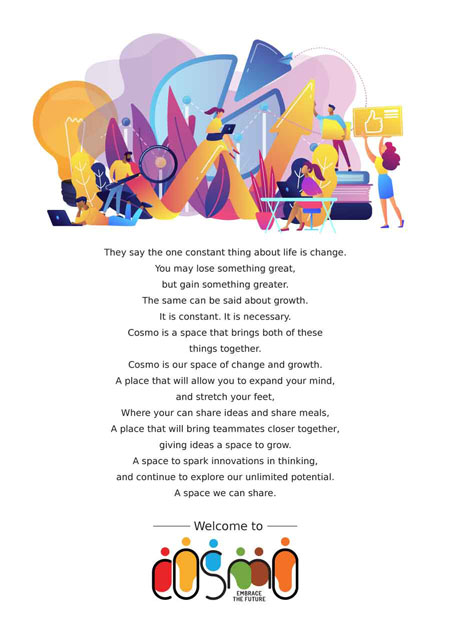 They say the one constant thing about life is change.
You may lose something great,
but gain something greater.
The same can be said about growth.
It is constant. It is necessary.
Cosmo is a space that brings both of these
things together.
Cosmo is our space of change and growth.
A place that will allow you to expand your mind,
and stretch your feet,
Where your can share ideas and share meals,
A place that will bring teammates closer together,
giving ideas a space to grow.
A space to spark innovations in thinking,
and continue to explore our unlimited potential.
A space we can share.
Welcome to
cosmo
EMBRACE
THE FUTURE